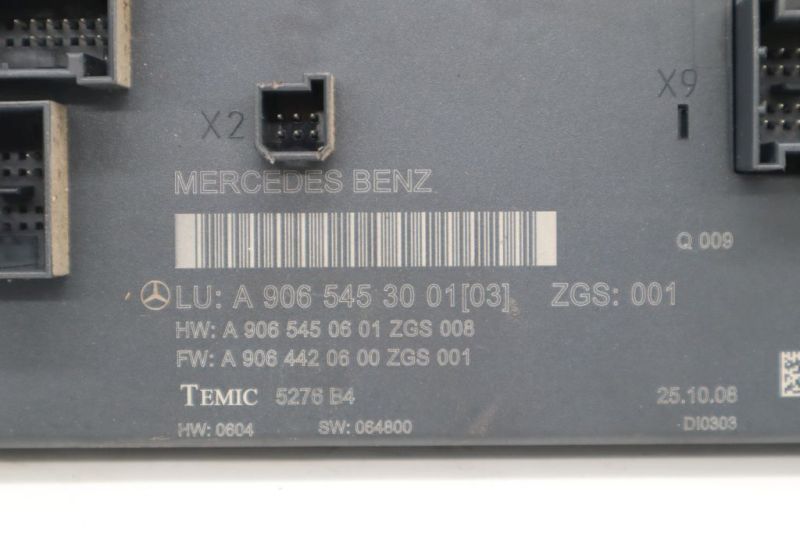 X2
X9
MERCEDES BENZ
Q 009
LU: A 906 545 30 01[03] ZGS: 001
HW: A 906 545 06 01 ZGS 008
FW: A 906 442 06 00 ZGS 001
TEMIC 5276 B4 25.10.08
HW: 0604 SW: 064800 DI0303